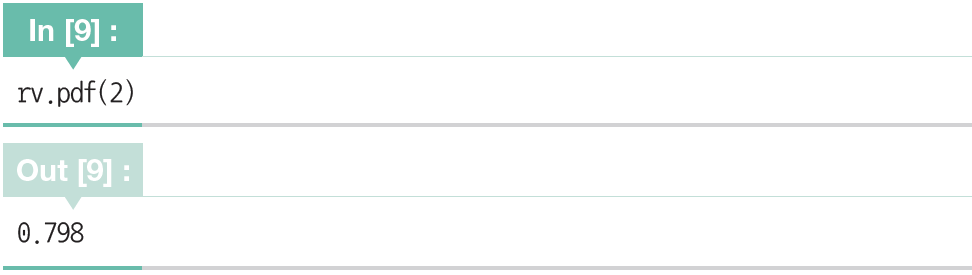 In [9] :
rv.pdf(2)
Out [9] :
0.798